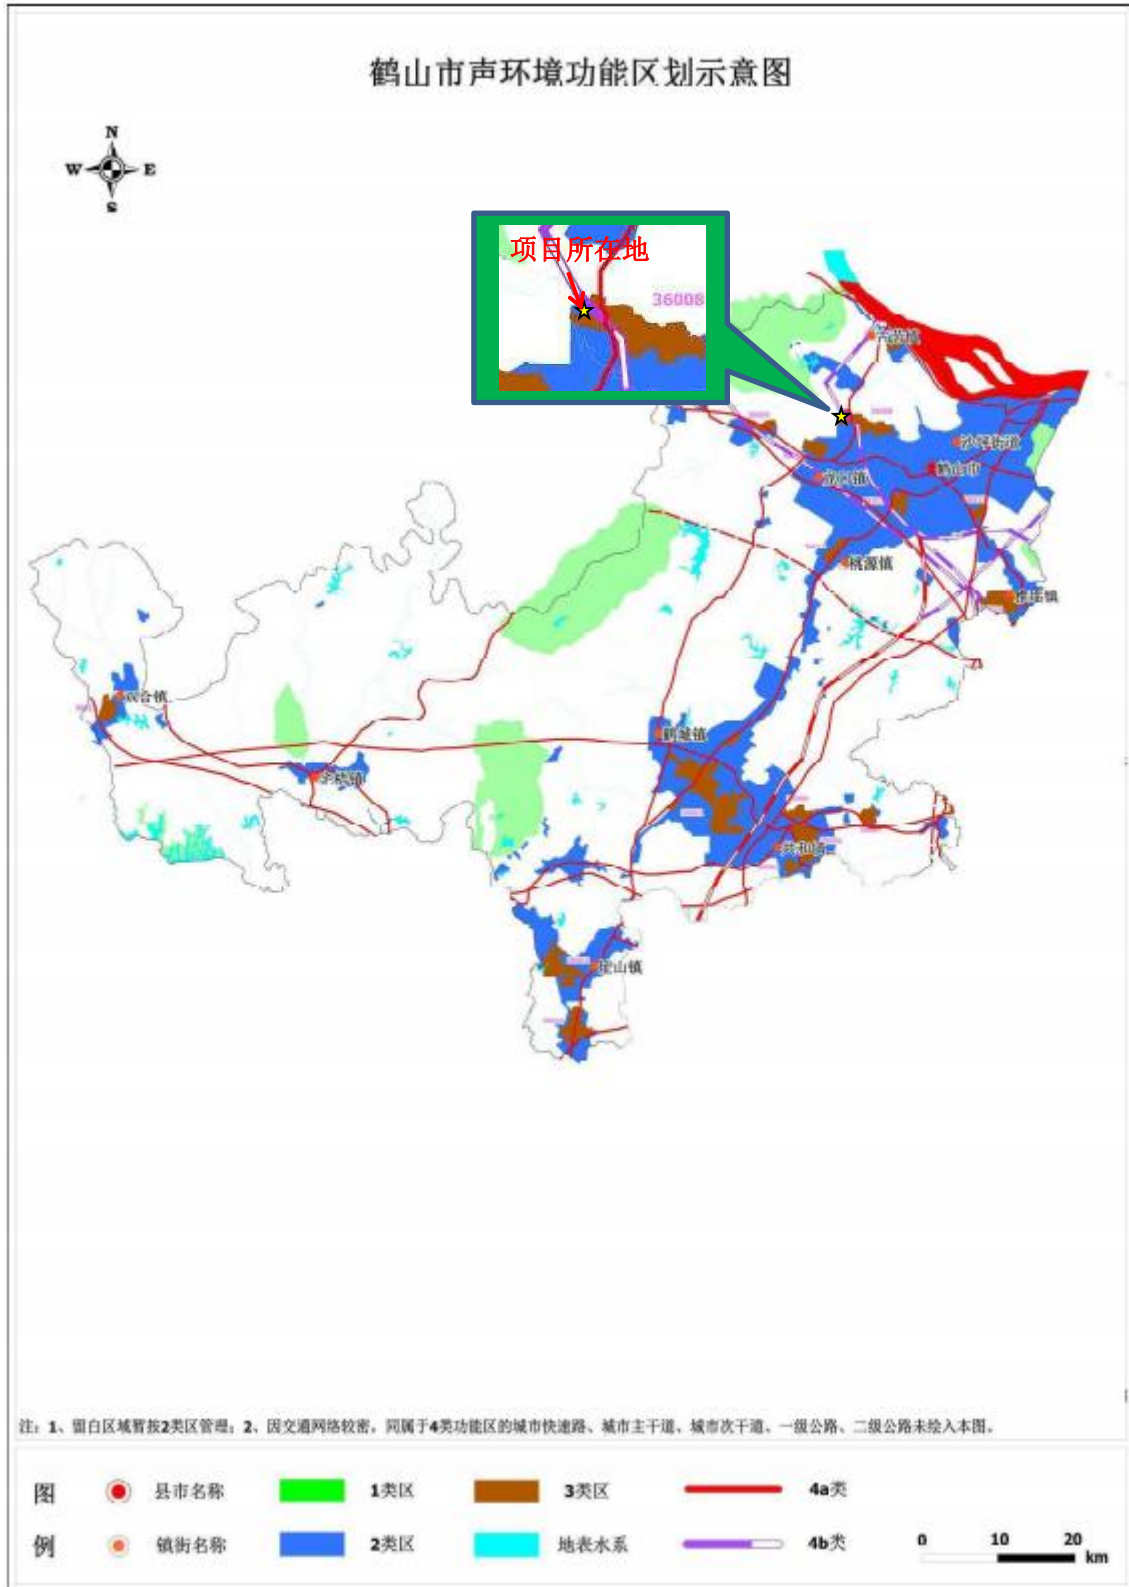 鹤山市声环境功能区划示意图
N
W E
S
项目所在地
36008
沙坪街道
鹤山市
龙口镇
桃源镇
双合镇
鹤城镇
宅梧镇
共和镇
址山镇
注：1、留白区域暂按2类区管理；2、因交通网络较密，同属于4类功能区的城市快速路、城市主干道、城市次干道、一级公路、二级公路未绘入本图。
图 县市名称 1类区 3类区 4a类
例 镇街名称 2类区 地表水系 4b类
0 10 20
km